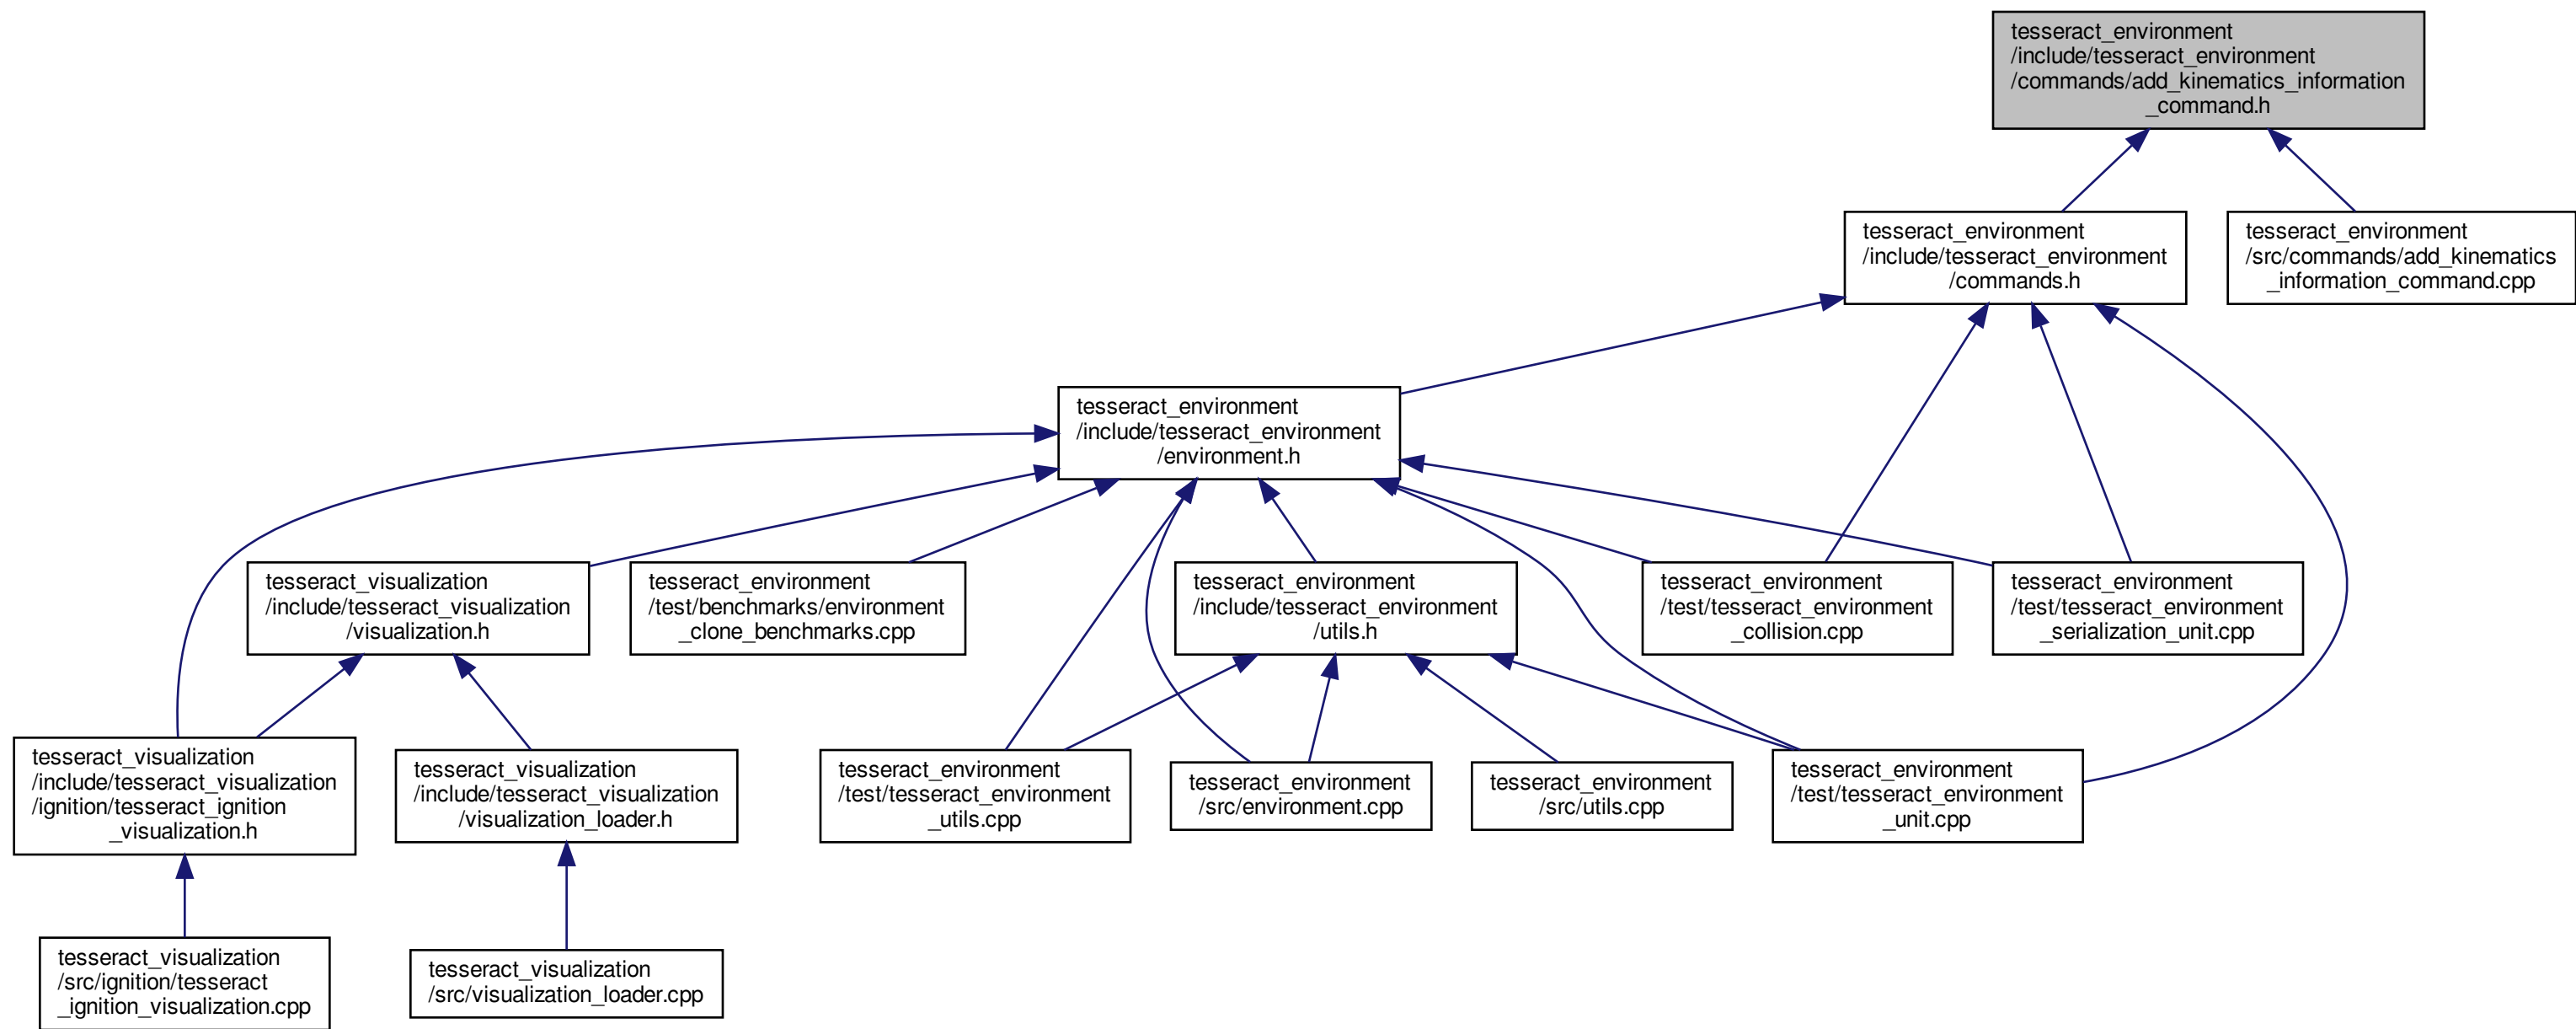 tesseract_environment
/include/tesseract_environment
/commands/add_kinematics_information
_command.h
tesseract_environment
/include/tesseract_environment
/commands.h
tesseract_environment
/src/commands/add_kinematics
_information_command.cpp
tesseract_environment
/include/tesseract_environment
/environment.h
tesseract_visualization
/include/tesseract_visualization
/visualization.h
tesseract_environment
/test/benchmarks/environment
_clone_benchmarks.cpp
tesseract_environment
/include/tesseract_environment
/utils.h
tesseract_environment
/test/tesseract_environment
_collision.cpp
tesseract_environment
/test/tesseract_environment
_serialization_unit.cpp
tesseract_visualization
/include/tesseract_visualization
/ignition/tesseract_ignition
_visualization.h
tesseract_visualization
/include/tesseract_visualization
/visualization_loader.h
tesseract_environment
/test/tesseract_environment
_utils.cpp
tesseract_environment
/src/environment.cpp
tesseract_environment
/src/utils.cpp
tesseract_environment
/test/tesseract_environment
_unit.cpp
tesseract_visualization
/src/ignition/tesseract
_ignition_visualization.cpp
tesseract_visualization
/src/visualization_loader.cpp